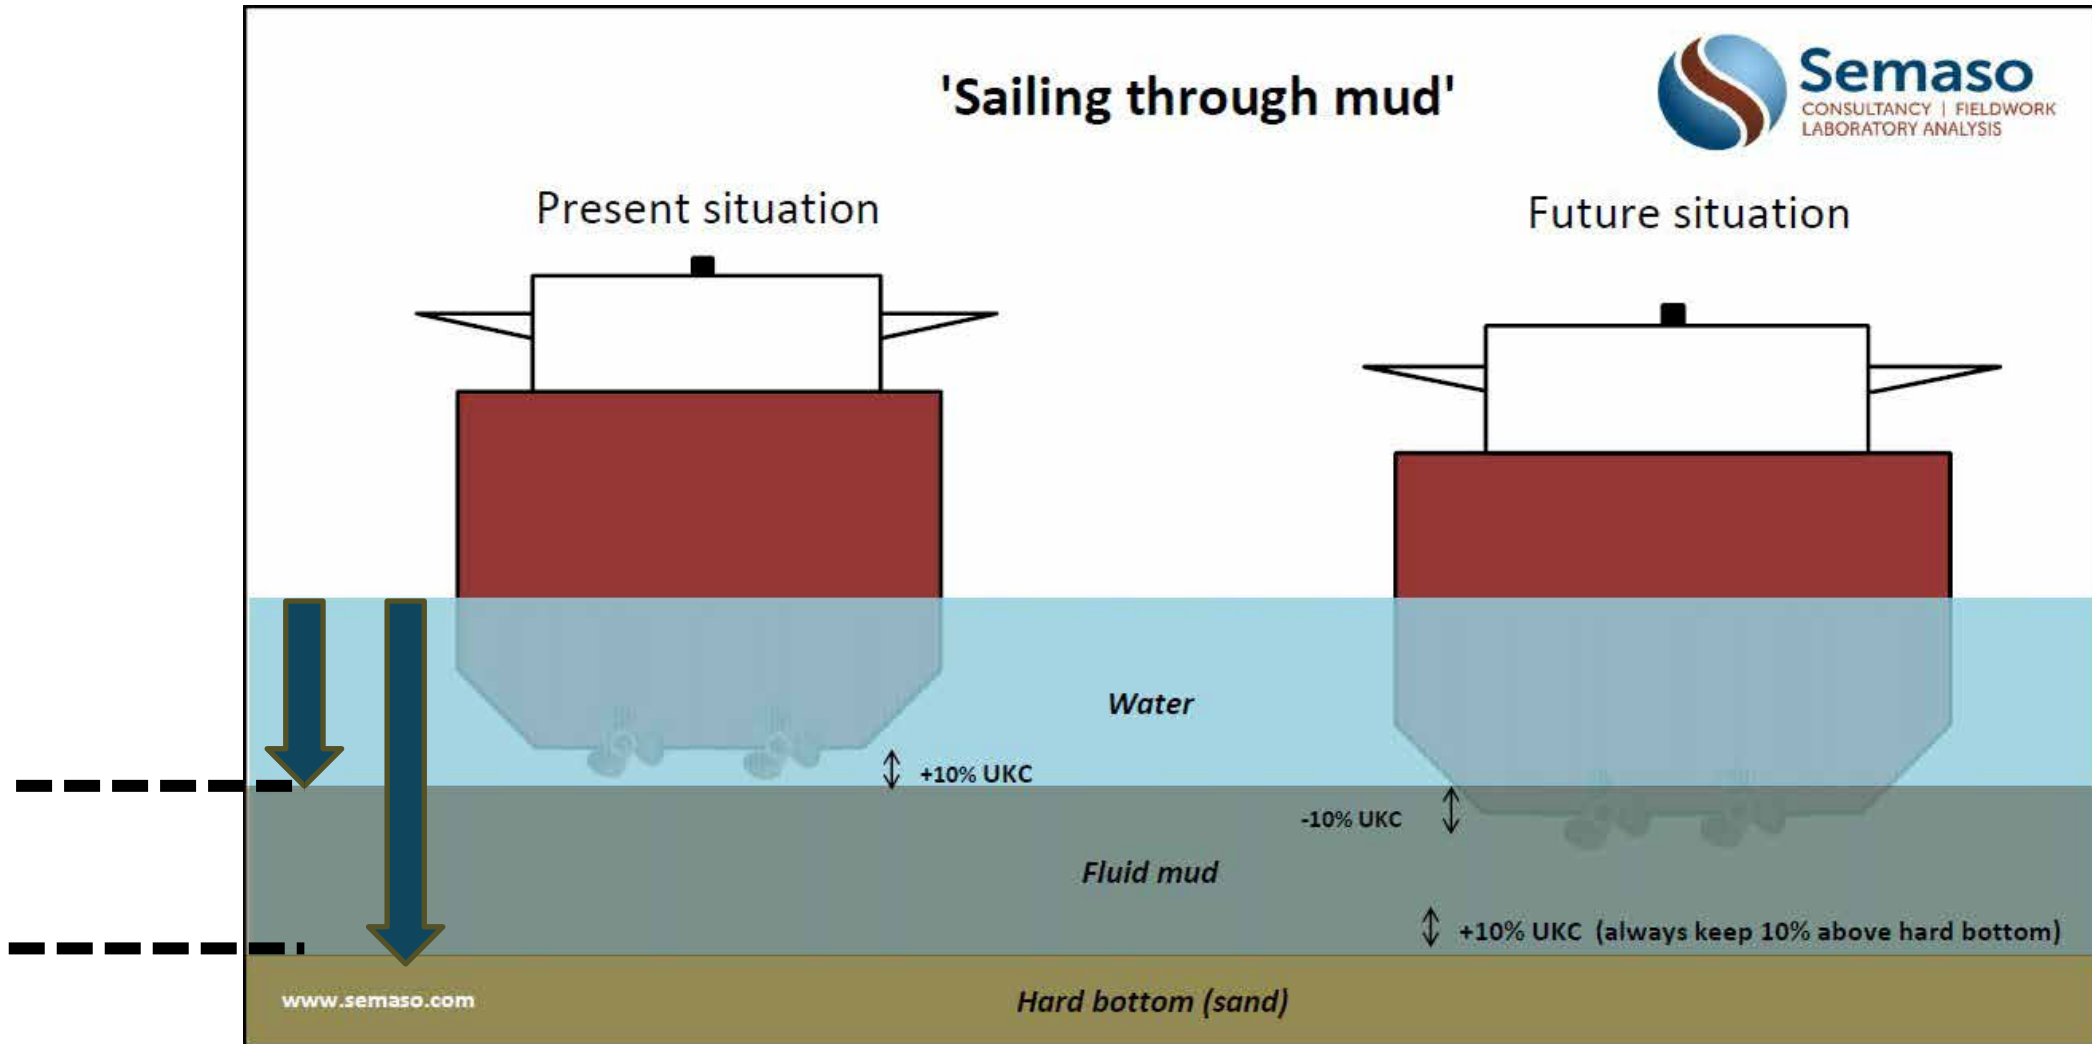 'Sailing through mud'
Semaso
CONSULTANCY | FIELDWORK
LABORATORY ANALYSIS
Present situation
Future situation
Water
+10% UKC
-10% UKC
Fluid mud
+10% UKC (always keep 10% above hard bottom)
www.semaso.com
Hard bottom (sand)